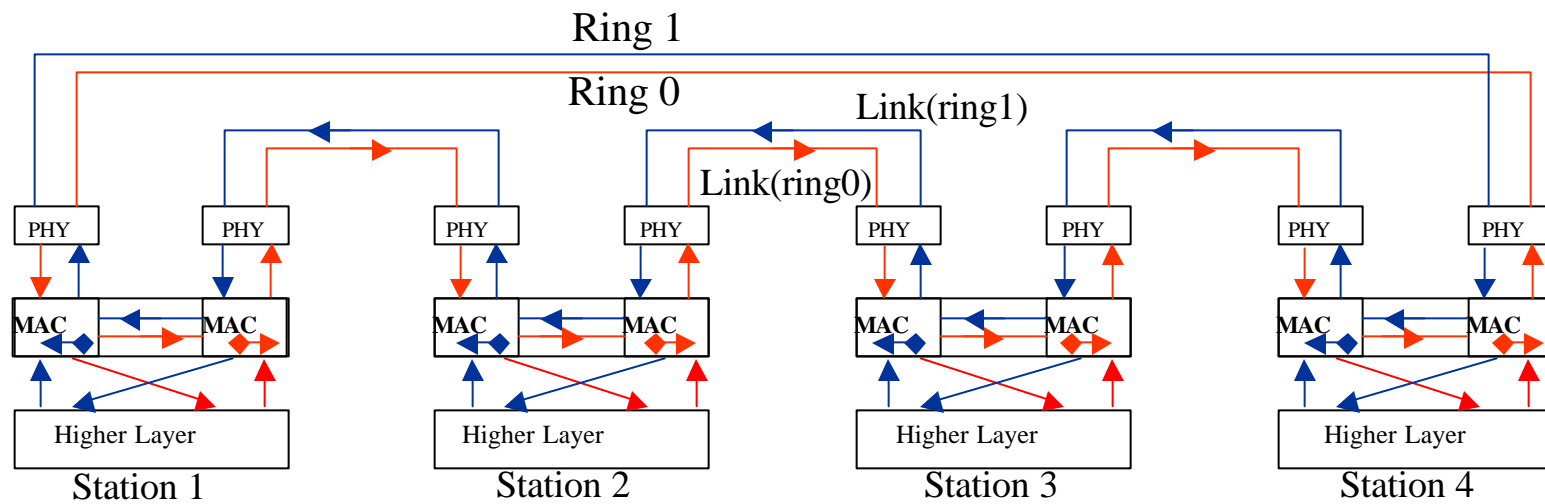 Ring 1
Ring 0
Link(ring1)
Link(ring0)
PHY PHY PHY PHY PHY PHY PHY PHY
MAC MAC MAC MAC MAC MAC MAC MAC
Higher Layer Higher Layer Higher Layer Higher Layer
Station 1 Station 2 Station 3 Station 4